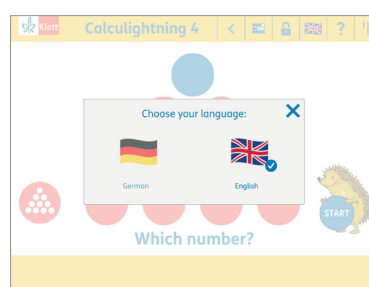 Klett
Calculightning 4
?
Choose your language:
German
English
START
Which number?